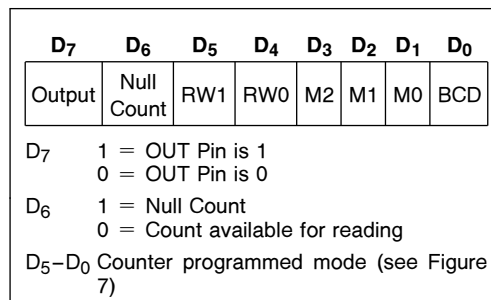 D7 D6 D5 D4 D3 D2 D1 D0
Output Null Count RW1 RW0 M2 M1 M0 BCD
D7 1 = OUT Pin is 1
0 = OUT Pin is 0
D6 1 = Null Count
0 = Count available for reading
D5–D0 Counter programmed mode (see Figure
7)